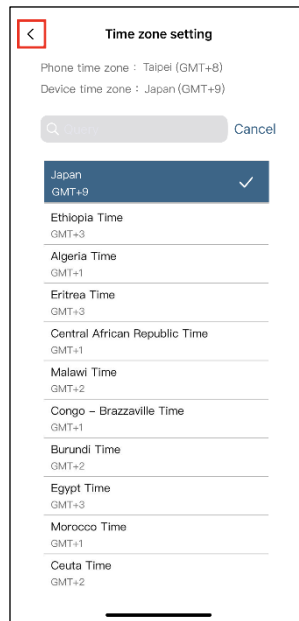 Time zone setting
Phone time zone : Taipei (GMT+8)
Device time zone : Japan (GMT+9)
Cancel
Japan
GMT+9
Ethiopia Time
GMT+3
Algeria Time
GMT+1
Eritrea Time
GMT+3
Central African Republic Time
GMT+1
Malawi Time
GMT+2
Congo – Brazzaville Time
GMT+1
Burundi Time
GMT+2
Egypt Time
GMT+3
Morocco Time
GMT+1
Ceuta Time
GMT+2